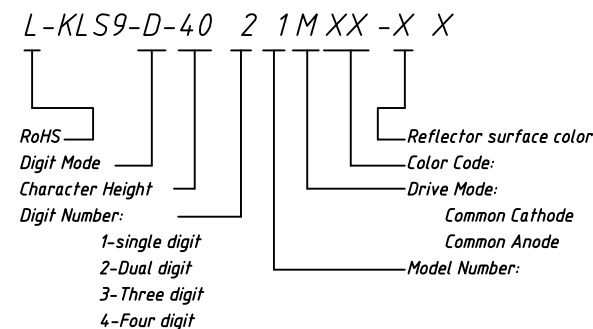 L-KLS9-D-40 2 1 M XX -X X
RoHS
Digit Mode
Character Height
Digit Number:
1-single digit
2-Dual digit
3-Three digit
4-Four digit
Reflector surface color
Color Code:
Drive Mode:
Common Cathode
Common Anode
Model Number: